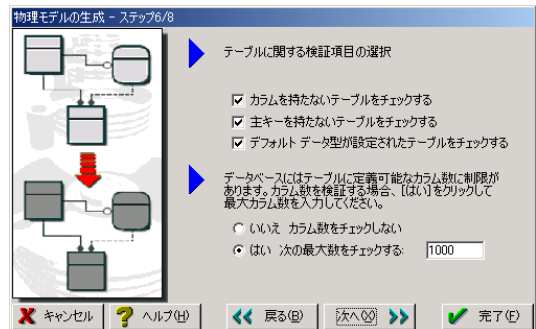 物理モデルの生成 - ステップ6/8
テーブルに関する検証項目の選択
カラムを持たないテーブルをチェックする
主キーを持たないテーブルをチェックする
デフォルト データ型が設定されたテーブルをチェックする
データベースにはテーブルに定義可能なカラム数に制限が
あります。カラム数を検証する場合、[はい]をクリックして
最大カラム数を入力してください。
いいえ カラム数をチェックしない
はい 次の最大数をチェックする: 1000
キャンセル ヘルプ(H) 戻る(B) 次へ(X) 完了(F)